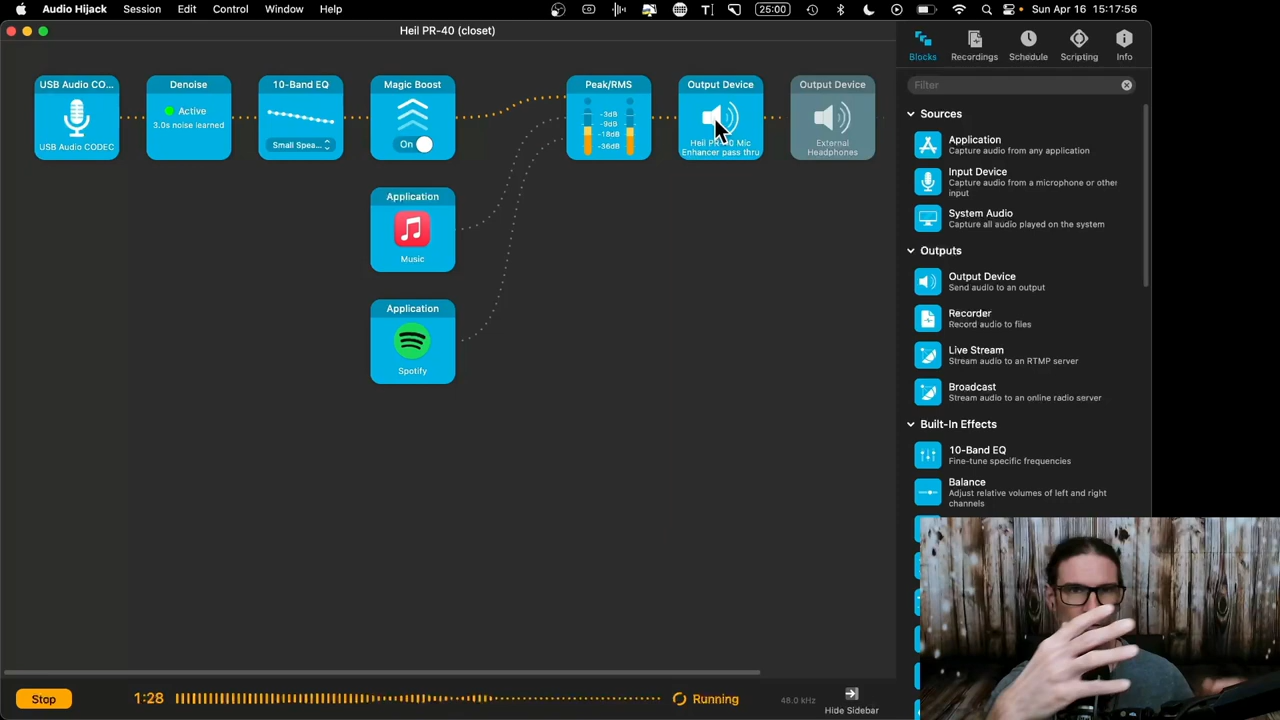 Audio Hijack Session Edit Control Window Help 25:00 Sun Apr 16 15:17:56
Heil PR-40 (closet)
USB Audio CO...
USB Audio CODEC
Denoise
Active
3.0s noise learned
10-Band EQ
Small Spea...
Magic Boost
On
Peak/RMS
-3dB
-9dB
-18dB
-36dB
Output Device
Heil PR-40 Mic
Enhancer pass thru
Output Device
External
Headphones
Application
Music
Application
Spotify
Blocks Recordings Schedule Scripting Info
Filter
Sources
Application
Capture audio from any application
Input Device
Capture audio from a microphone or other
input
System Audio
Capture all audio played on the system
Outputs
Output Device
Send audio to an output
Recorder
Record audio to files
Live Stream
Stream audio to an RTMP server
Broadcast
Stream audio to an online radio server
Built-In Effects
10-Band EQ
Fine-tune specific frequencies
Balance
Adjust relative volumes of left and right
channels
Stop 1:28 Running 48.0 kHz Hide Sidebar